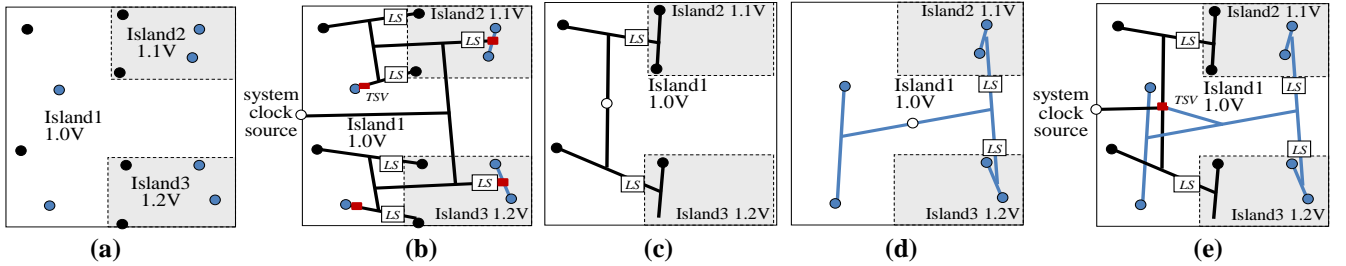 Island2
1.1V
Island1
1.0V
Island3
1.2V
(a)
Island2 1.1V
LS
LS
LS
TSV
system
clock
source
Island1
1.0V
LS
LS
LS
Island3 1.2V
(b)
Island2 1.1V
LS
Island1
1.0V
LS
Island3 1.2V
(c)
Island2 1.1V
LS
Island1
1.0V
LS
Island3 1.2V
(d)
Island2 1.1V
LS
LS
TSV
Island1
1.0V
system
clock
source
LS
LS
Island3 1.2V
(e)